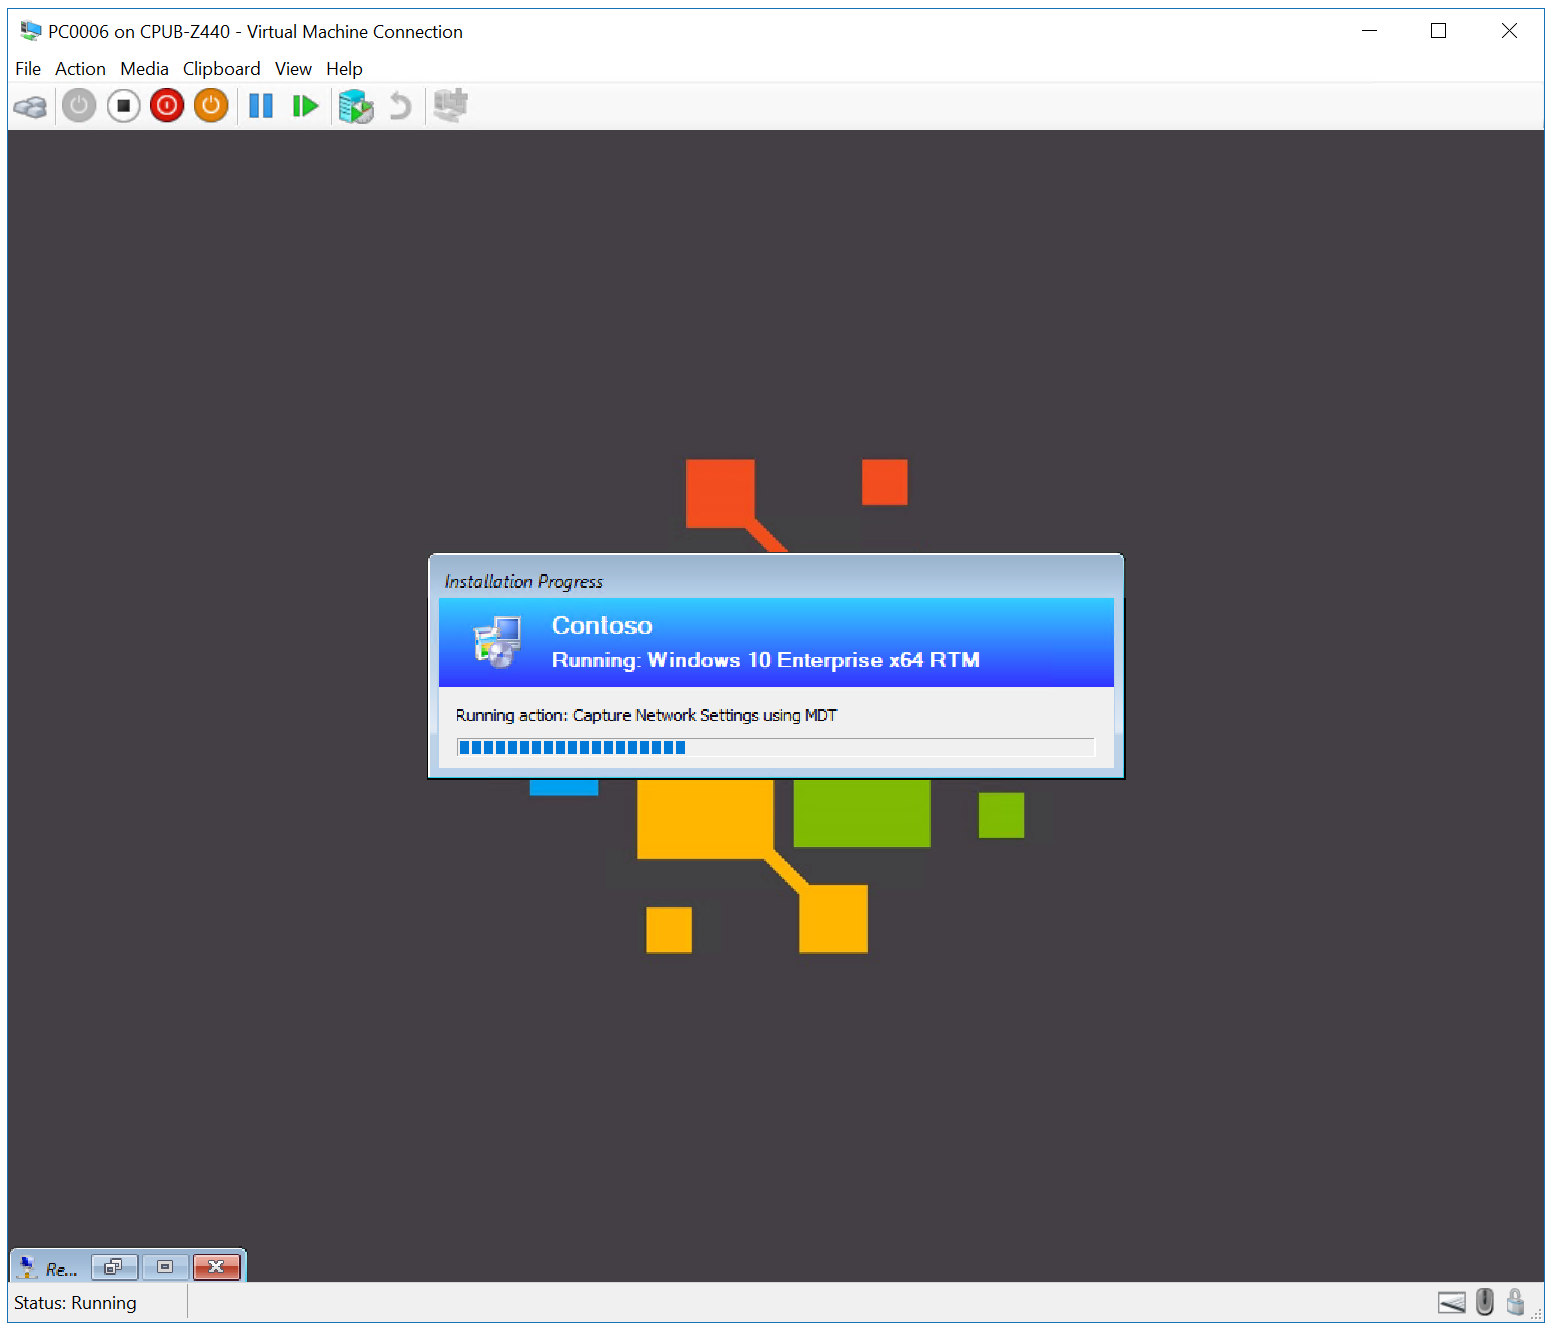 PC0006 on CPUB-Z440 - Virtual Machine Connection
File Action Media Clipboard View Help
Installation Progress
Contoso
Running: Windows 10 Enterprise x64 RTM
Running action: Capture Network Settings using MDT
Re...
Status: Running